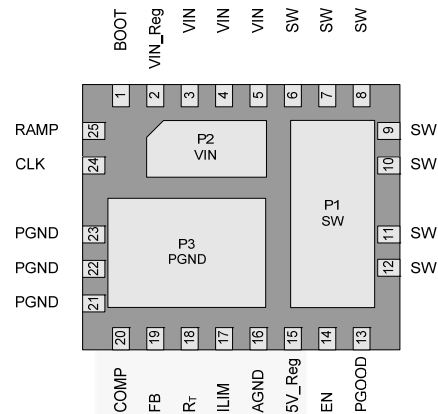 BOOT
VIN_Reg
VIN
VIN
VIN
SW
SW
SW
1
2
3
4
5
6
7
8
RAMP 25
CLK 24
PGND 23
PGND 22
PGND 21
P2
VIN
P1
SW
P3
PGND
9 SW
10 SW
11 SW
12 SW
20
19
18
17
16
15
14
13
COMP
FB
RT
ILIM
AGND
5V_Reg
EN
PGOOD